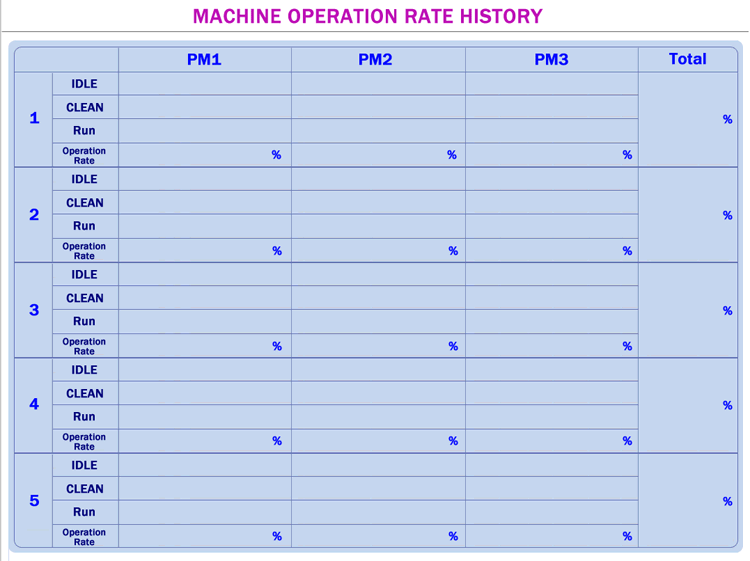 MACHINE OPERATION RATE HISTORY
PM1 PM2 PM3 Total
1
IDLE
CLEAN
Run
Operation
Rate
% % % %
2
IDLE
CLEAN
Run
Operation
Rate
% % % %
3
IDLE
CLEAN
Run
Operation
Rate
% % % %
4
IDLE
CLEAN
Run
Operation
Rate
% % % %
5
IDLE
CLEAN
Run
Operation
Rate
% % % %